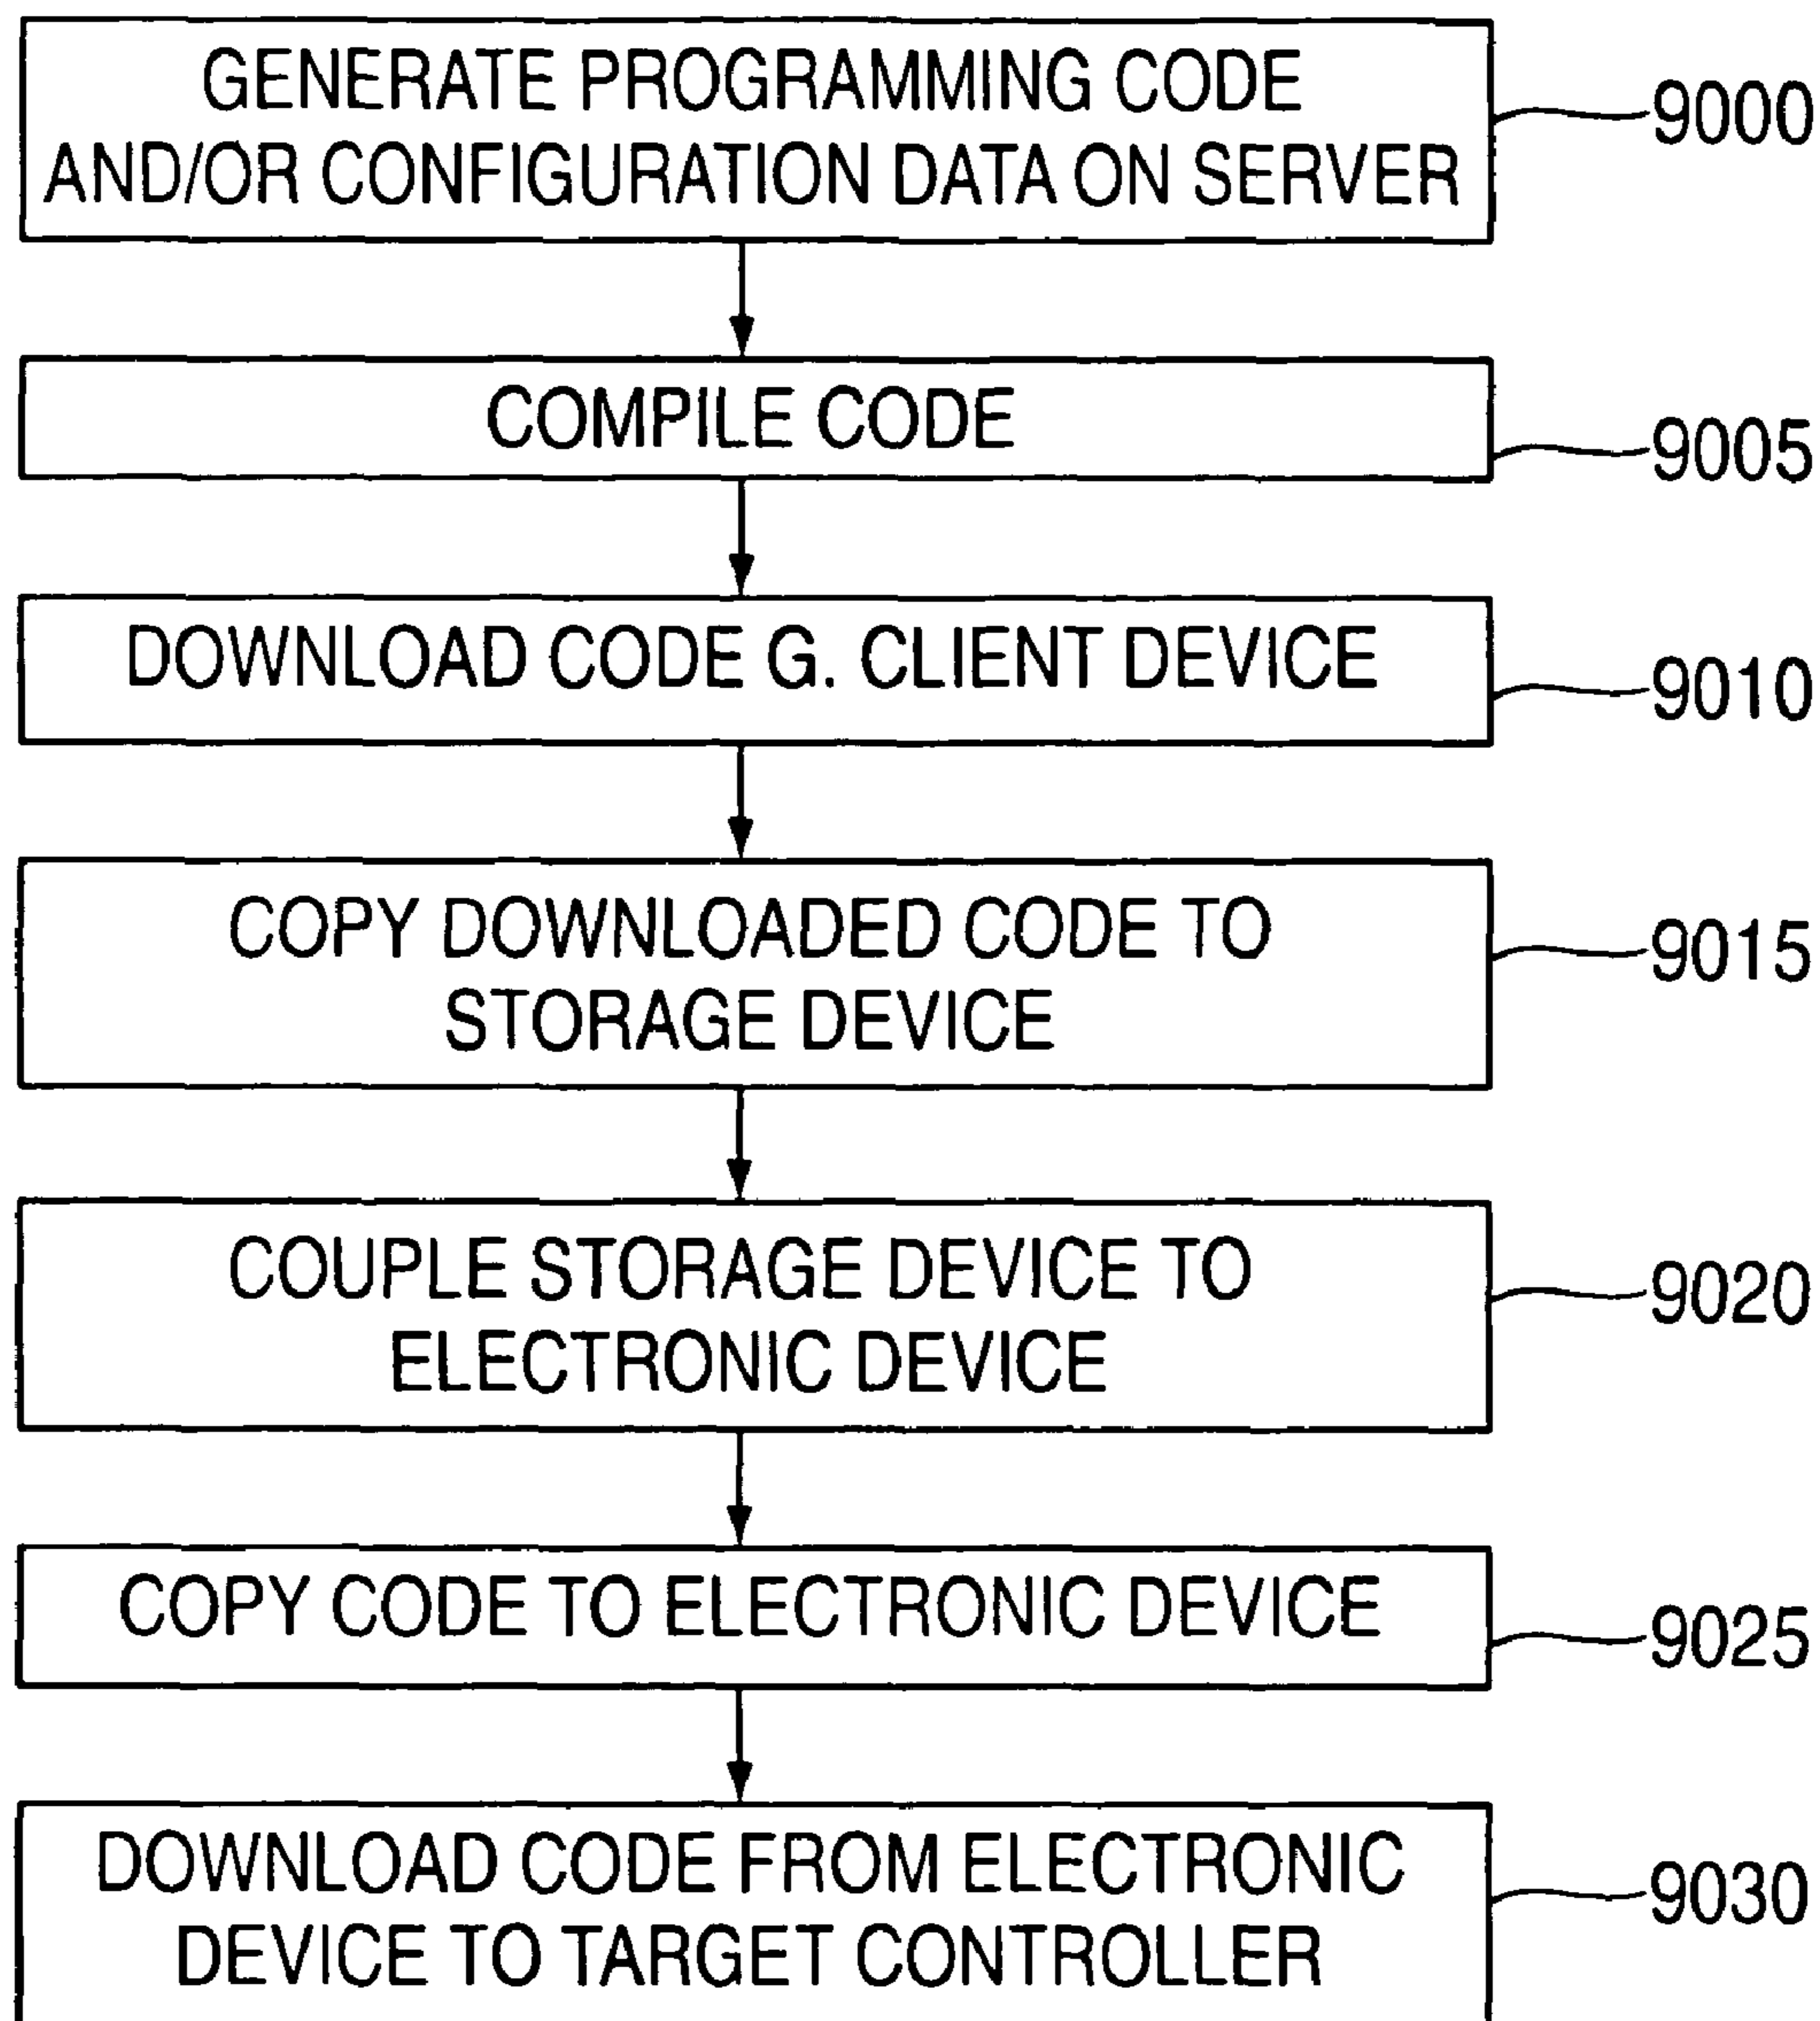 GENERATE PROGRAMMING CODE
AND/OR CONFIGURATION DATA ON SERVER
9000
COMPILE CODE
9005
DOWNLOAD CODE G. CLIENT DEVICE
9010
COPY DOWNLOADED CODE TO
STORAGE DEVICE
9015
COUPLE STORAGE DEVICE TO
ELECTRONIC DEVICE
9020
COPY CODE TO ELECTRONIC DEVICE
9025
DOWNLOAD CODE FROM ELECTRONIC
DEVICE TO TARGET CONTROLLER
9030